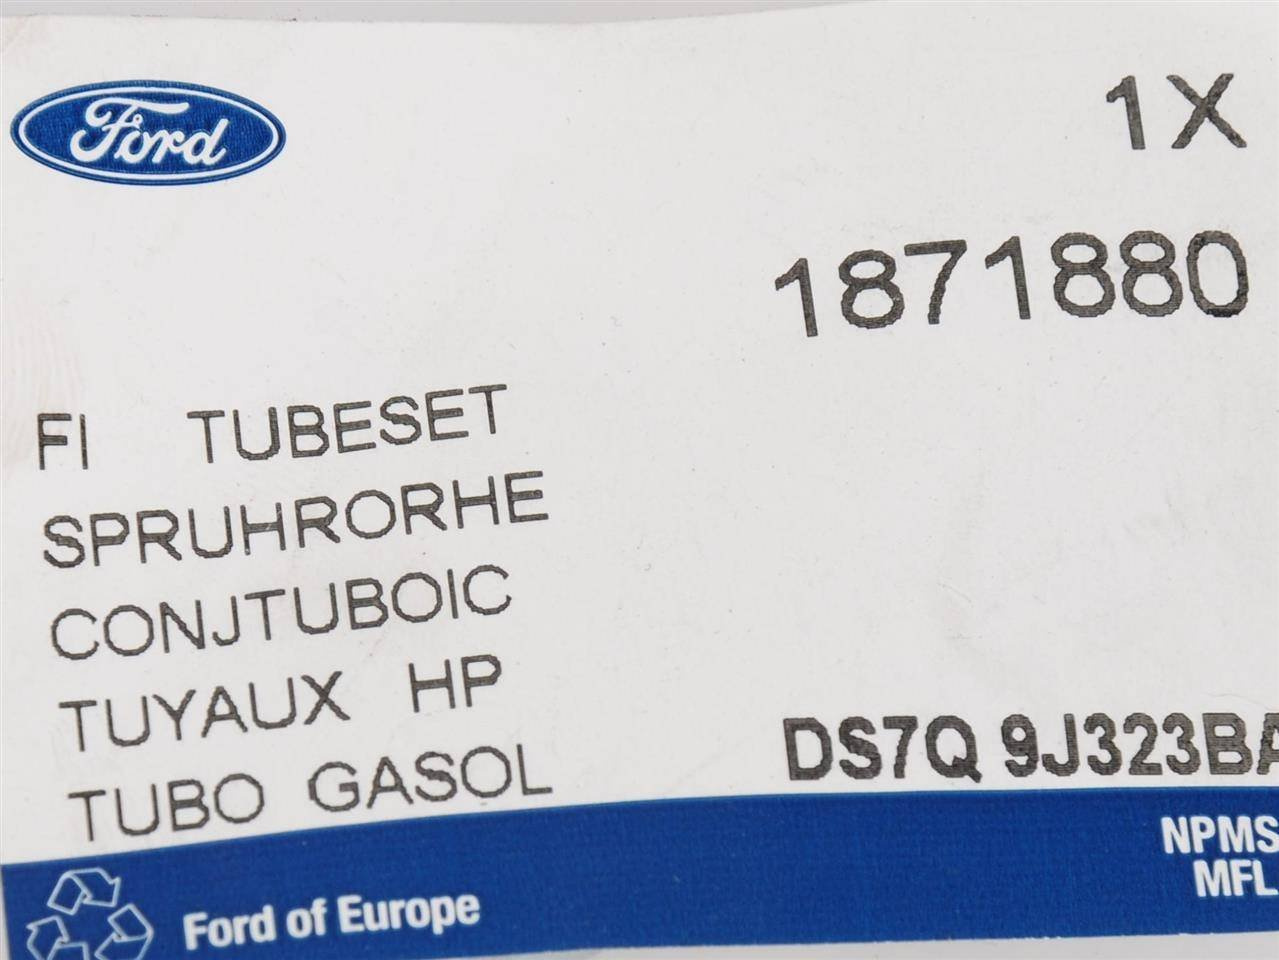 Ford
1X
1871880
FI TUBESET
SPRUHRORHE
CONJTUBOIC
TUYAUX HP
TUBO GASOL
DS7Q 9J323BA
NPMS
MFL
Ford of Europe